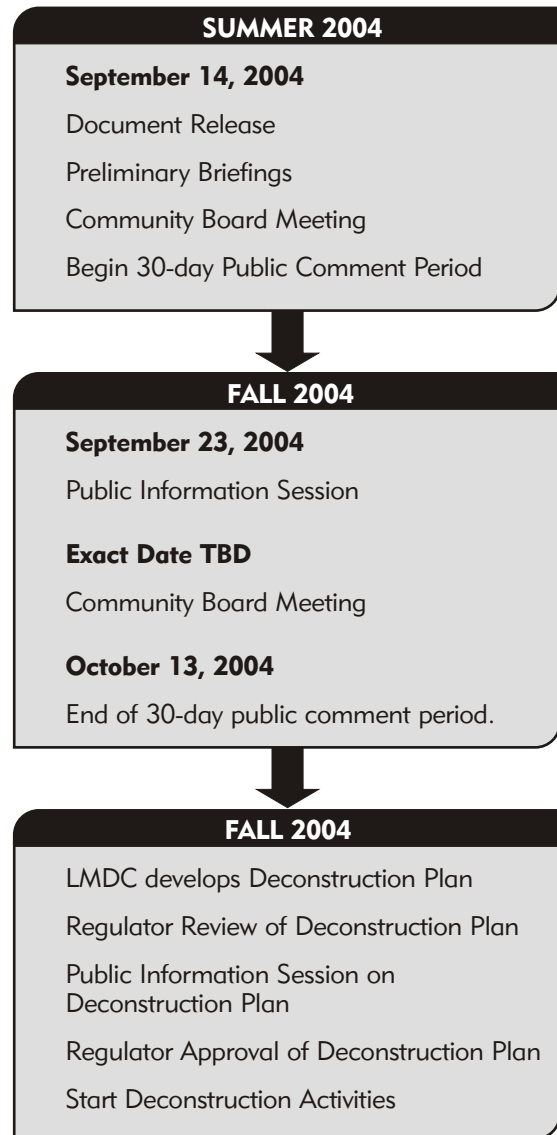 SUMMER 2004
September 14, 2004
Document Release
Preliminary Briefings
Community Board Meeting
Begin 30-day Public Comment Period
FALL 2004
September 23, 2004
Public Information Session
Exact Date TBD
Community Board Meeting
October 13, 2004
End of 30-day public comment period.
FALL 2004
LMDC develops Deconstruction Plan
Regulator Review of Deconstruction Plan
Public Information Session on
Deconstruction Plan
Regulator Approval of Deconstruction Plan
Start Deconstruction Activities